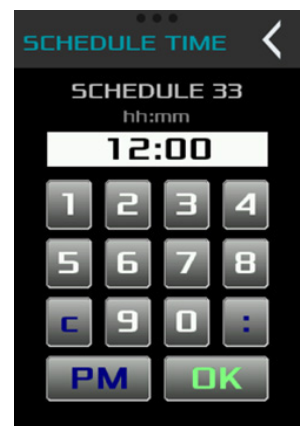 SCHEDULE TIME
SCHEDULE 33
hh:mm
12:00
1 2 3 4
5 6 7 8
c 9 0 :
PM OK